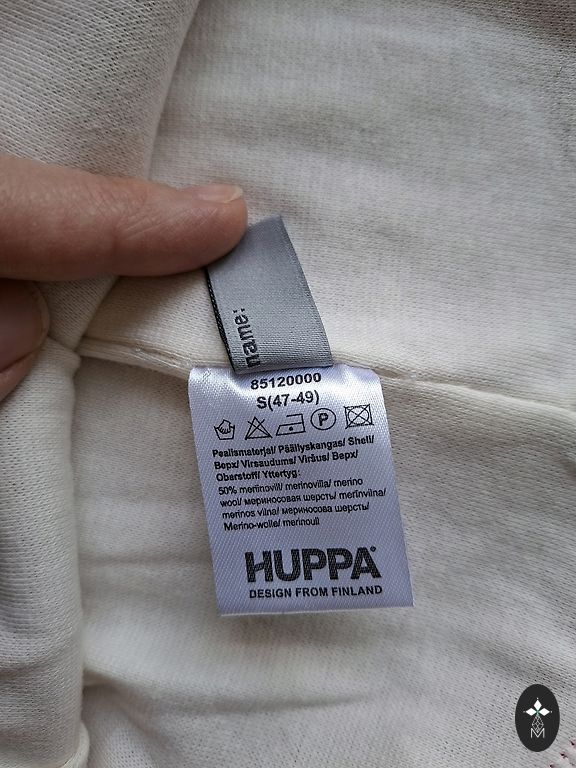 name:
85120000
S(47-49)
P
Pealismaterjal/ Päällyskangas/ Shell/
Верх/ Virsaudums/ Viršus/ Верх/
Oberstoff/ Yttertyg:
50% meriinovill/ merinovilla/ merino
wool/ мериносовая шерсть/ merīnvilna/
merinos vilna/ мериносова шерсть/
Merino-wolle/ merinoull
HUPPA
DESIGN FROM FINLAND
M